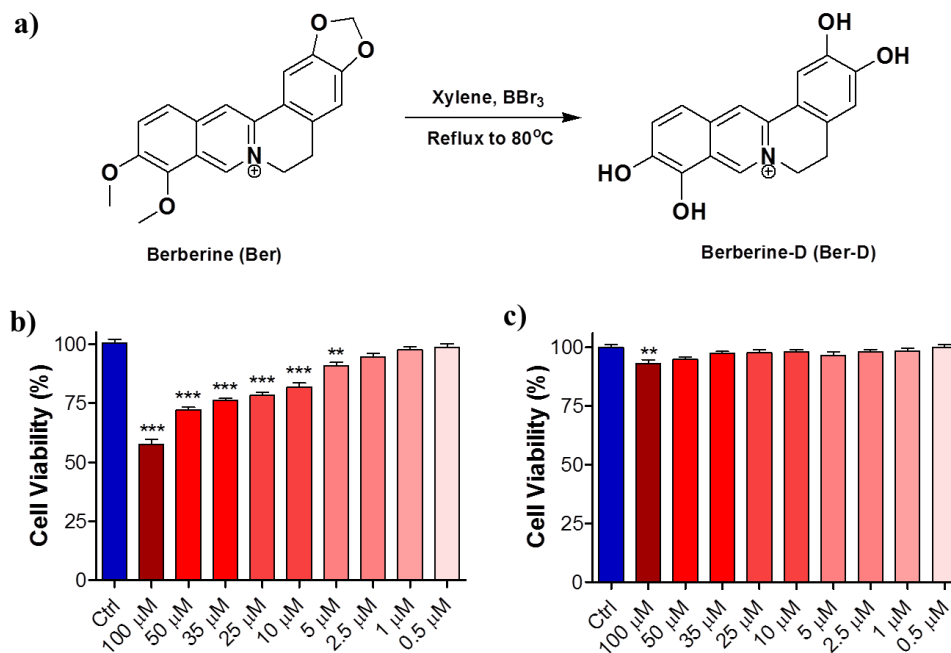 a)
O
O
N
⊕
O
O
Berberine (Ber)
Xylene, BBr₃
Reflux to 80°C
OH
OH
N
⊕
HO
OH
Berberine-D (Ber-D)
b)
Cell Viability (%)
100
75
50
25
0
***
***
***
***
***
**
Ctrl
100 µM
50 µM
35 µM
25 µM
10 µM
5 µM
2.5 µM
1 µM
0.5 µM
c)
Cell Viability (%)
100
75
50
25
0
**
Ctrl
100 µM
50 µM
35 µM
25 µM
10 µM
5 µM
2.5 µM
1 µM
0.5 µM